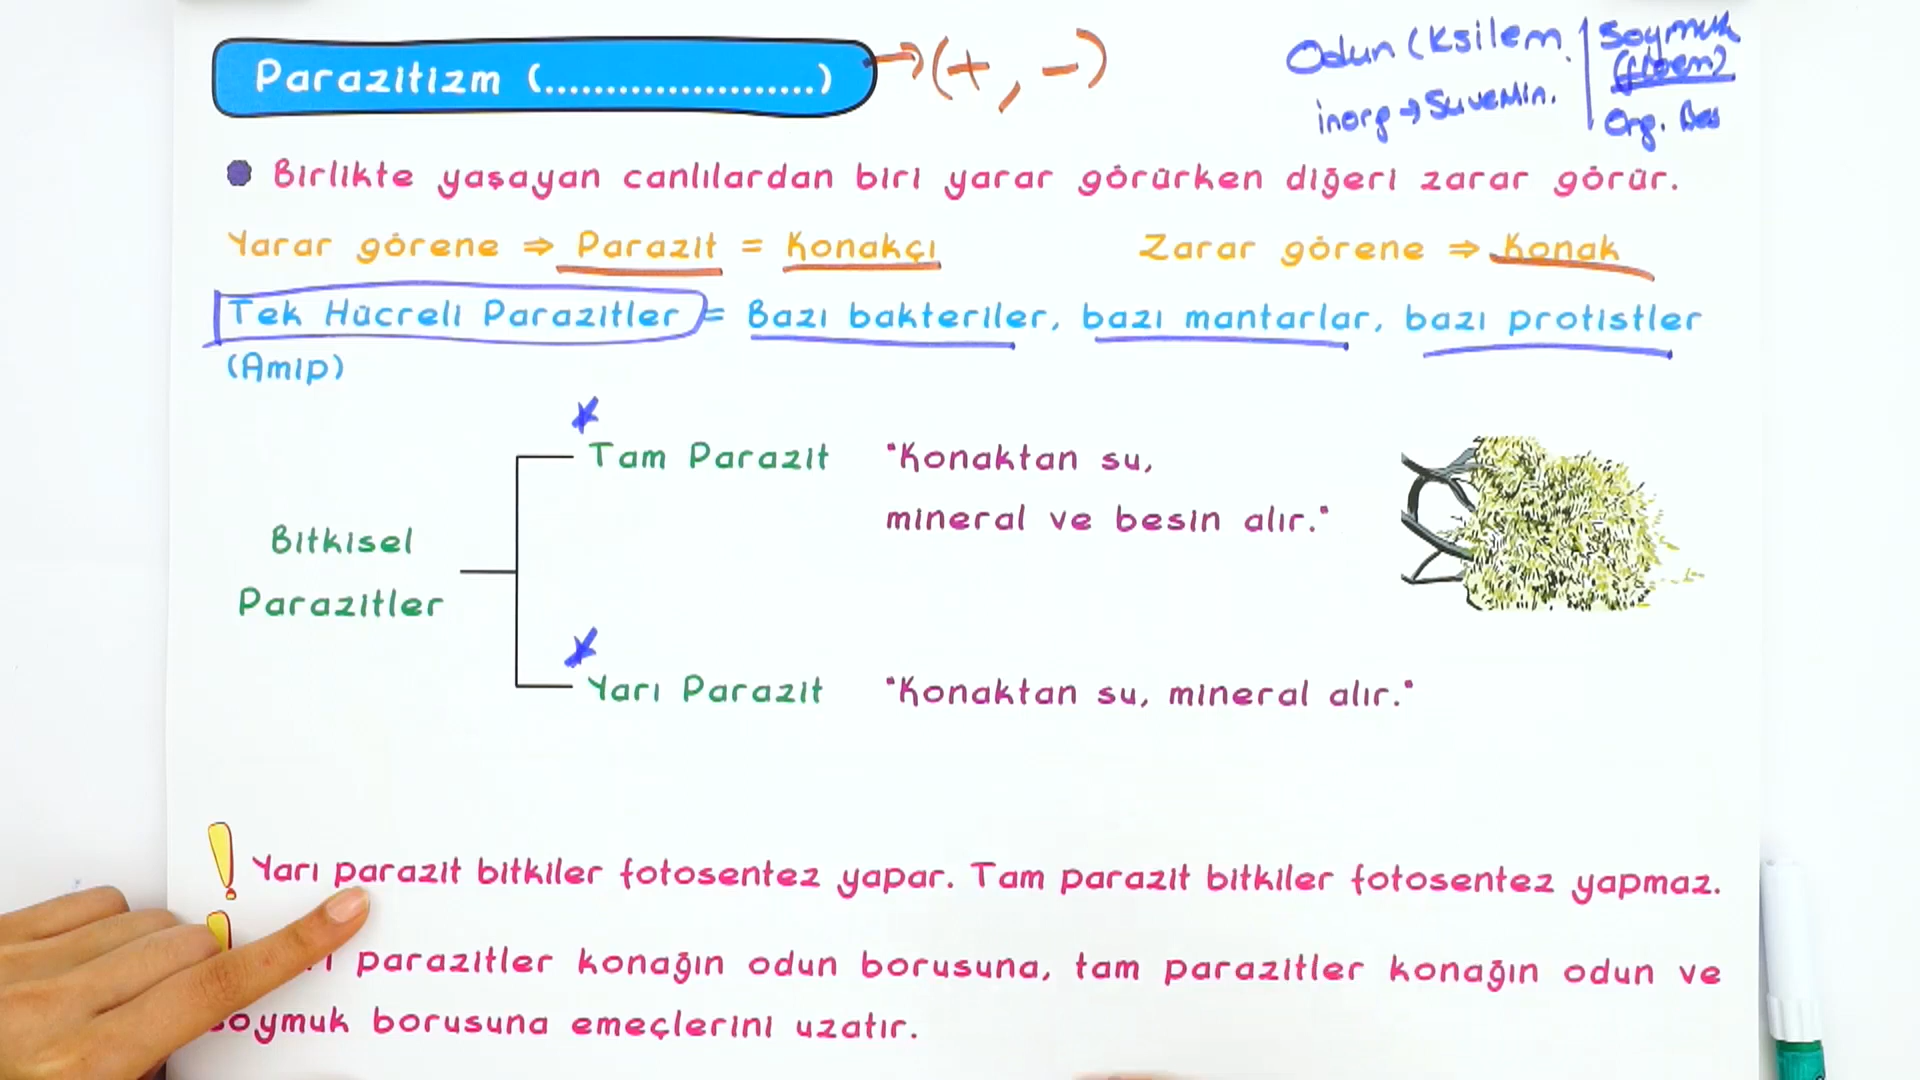 Parazitizm (......................) → (+, -)
Odun (Ksilem
inorg → Su ve Min.
Soymuk
(floem)
Org. Bes
Birlikte yaşayan canlılardan biri yarar görürken diğeri zarar görür.
Yarar görene ⇒ Parazit = Konakçı
Zarar görene ⇒ Konak
Tek Hücreli Parazitler = Bazı bakteriler, bazı mantarlar, bazı protistler
(Amip)
Bitkisel
Parazitler
Tam Parazit "Konaktan su,
mineral ve besin alır."
Yarı Parazit "Konaktan su, mineral alır."
! Yarı parazit bitkiler fotosentez yapar. Tam parazit bitkiler fotosentez yapmaz.
! parazitler konağın odun borusuna, tam parazitler konağın odun ve
soymuk borusuna emeçlerini uzatır.